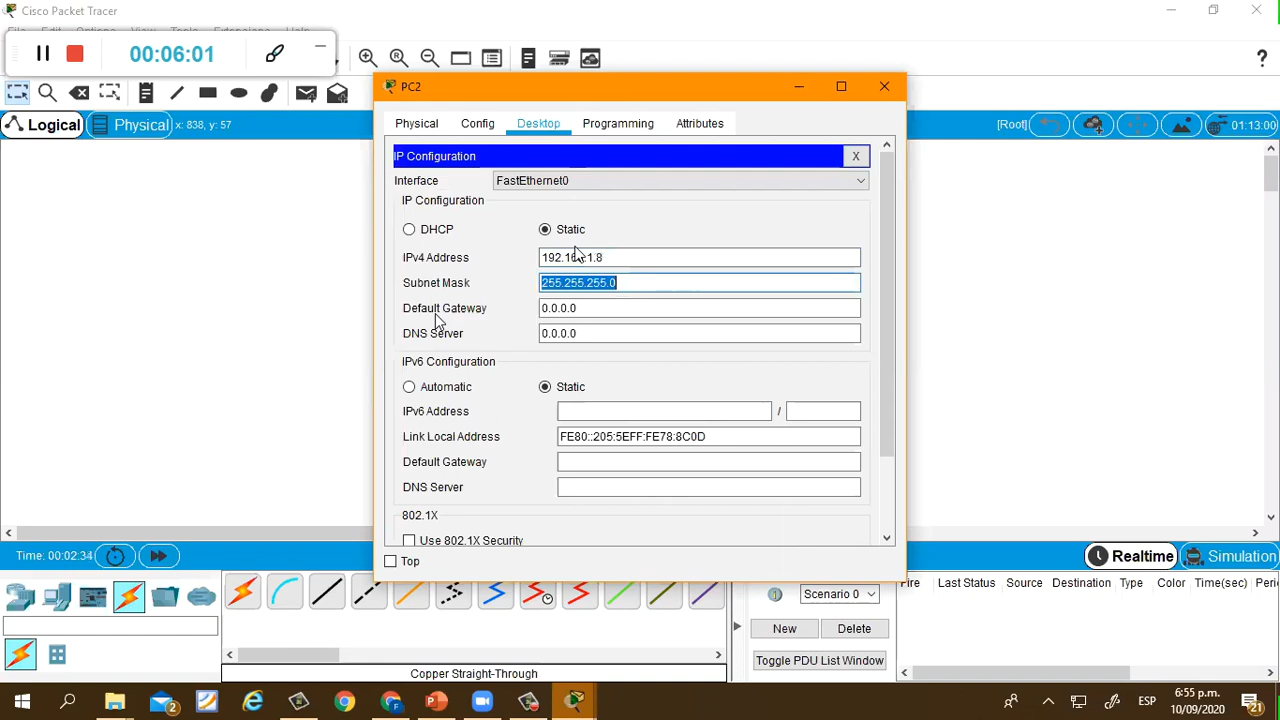 Cisco Packet Tracer
00:06:01
PC2
Physical Config Desktop Programming Attributes
Logical Physical x: 838, y: 57
[Root] 01:13:00
IP Configuration X
Interface FastEthernet0
IP Configuration
DHCP Static
IPv4 Address
Subnet Mask 255.255.255.0
Default Gateway 0.0.0.0
DNS Server 0.0.0.0
IPv6 Configuration
Automatic Static
IPv6 Address /
Link Local Address FE80::205:5EFF:FE78:8C0D
Default Gateway
DNS Server
802.1X
Use 802.1X Security
Top
Time: 00:02:34
Realtime Simulation
Scenario 0
Last Status Source Destination Type Color Time(sec)
New Delete
Toggle PDU List Window
Copper Straight-Through
2
ESP
6:55 p.m.
10/09/2020
21